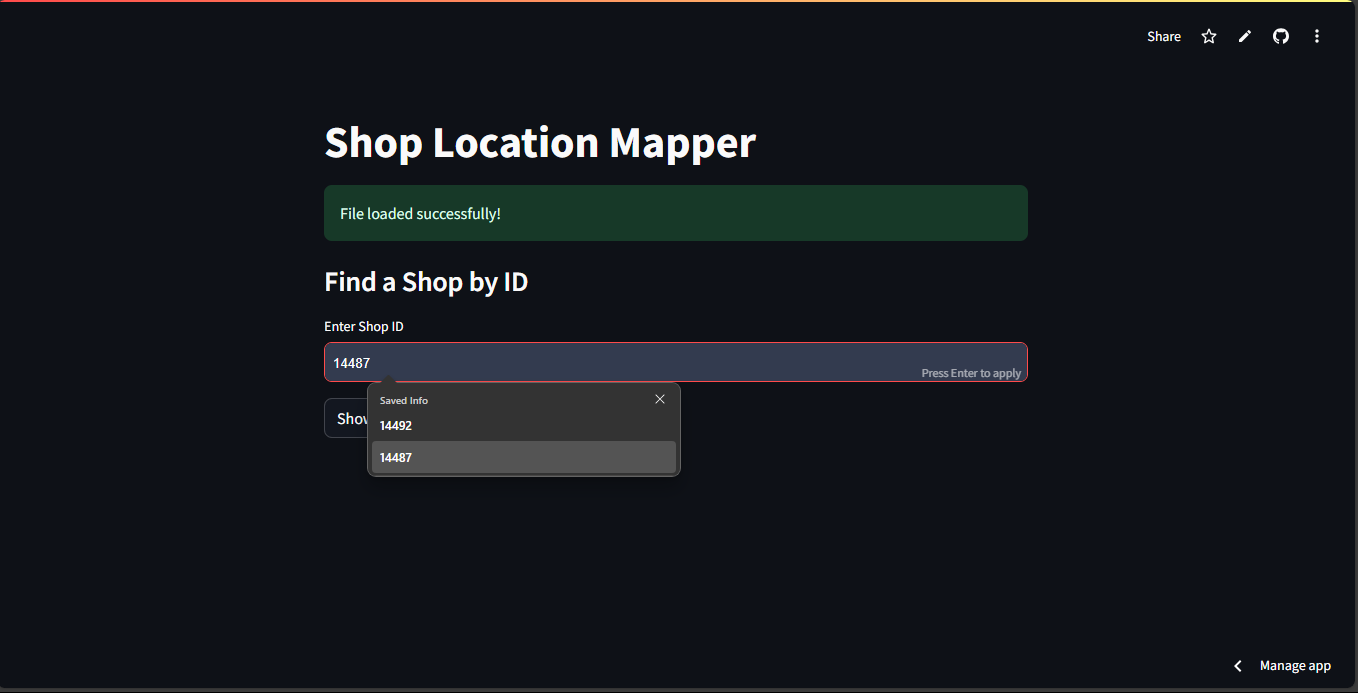 Share
Shop Location Mapper
File loaded successfully!
Find a Shop by ID
Enter Shop ID
14487
Press Enter to apply
Saved Info
14492
14487
Manage app